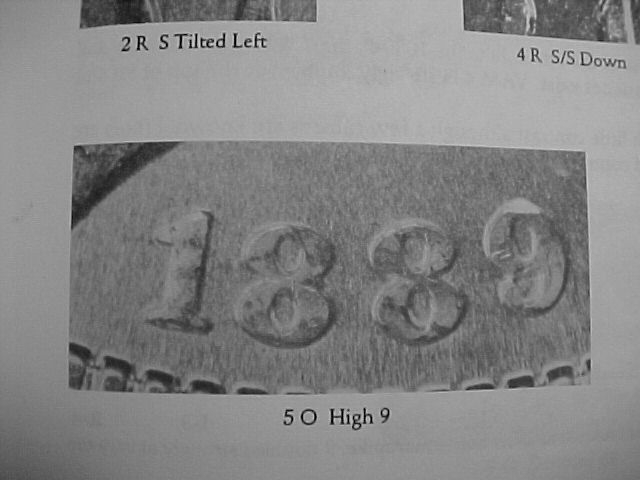 2 R S Tilted Left
4 R S/S Down
1889
5 O High 9